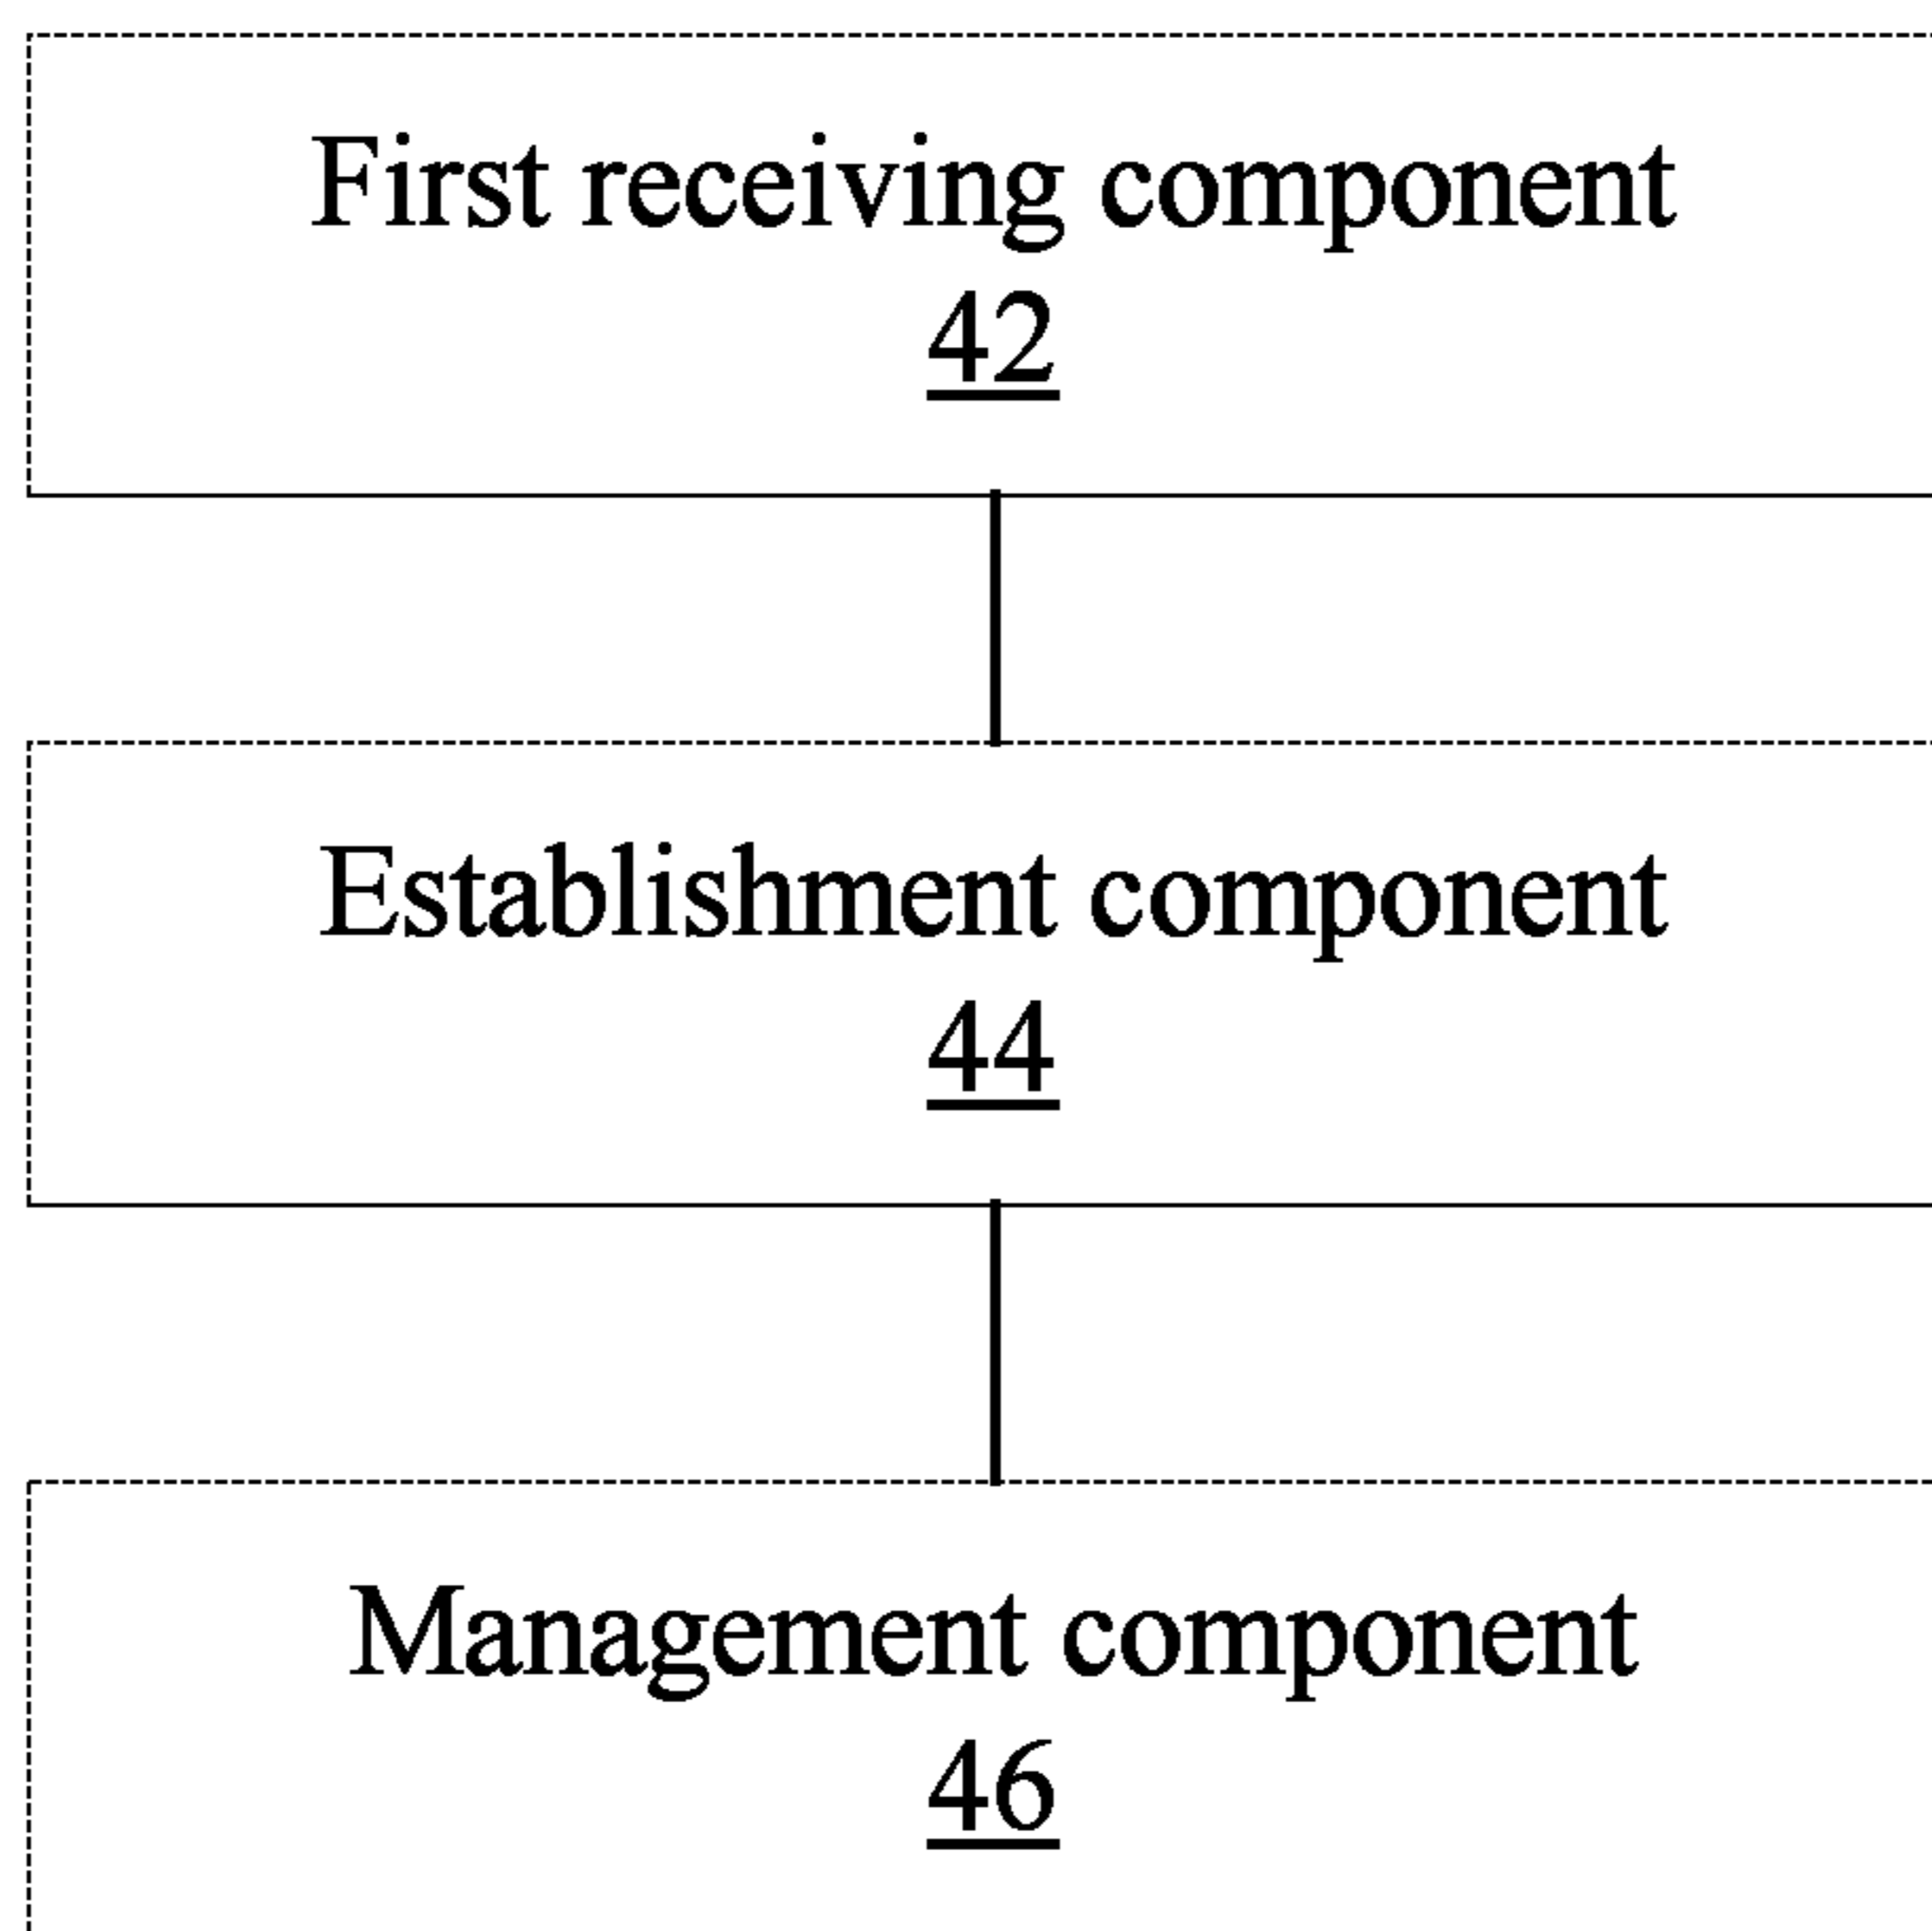 First receiving component
42
Establishment component
44
Management component
46